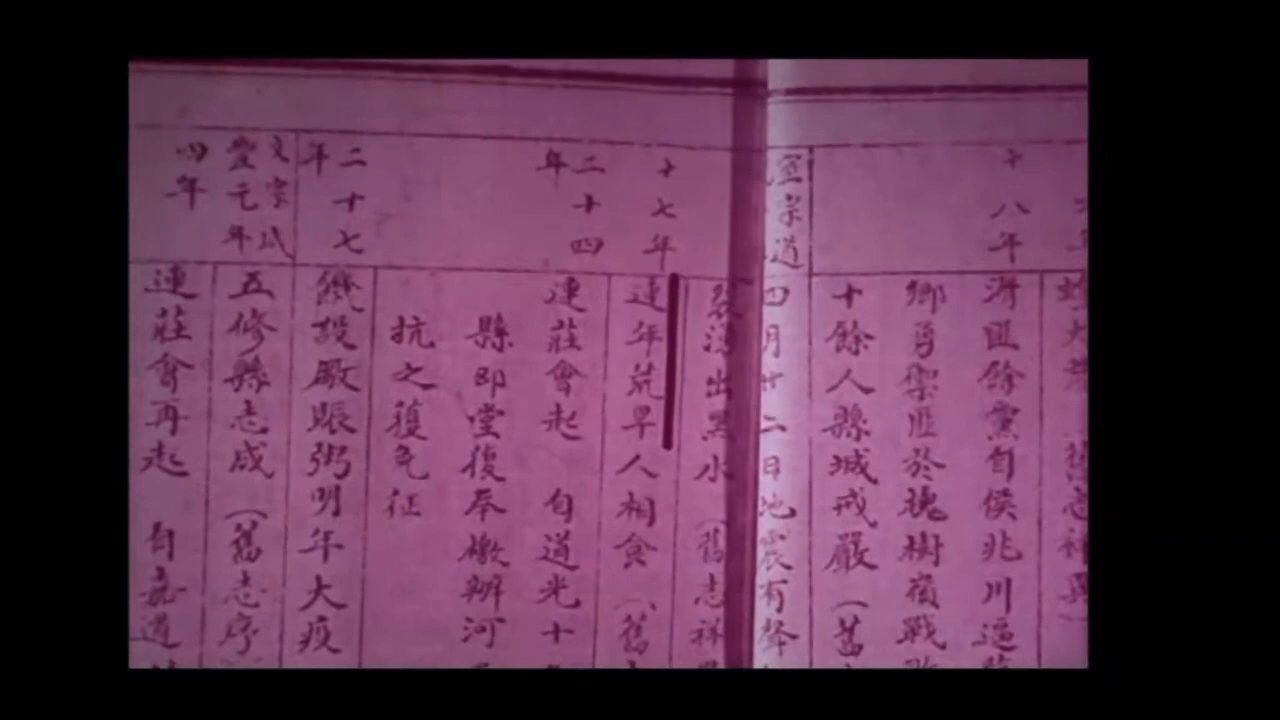 十八年
滑匪餘黨自侯兆川逼
鄉勇禦匪於槐樹嶺戰
十餘人縣城戒嚴（舊
宣宗道
四月廿二日地震有聲
裂溝出黑水（舊志祥
十七年
連年荒旱人相食（舊
二十四年
連莊會起 自道光十
縣即堂復奉檄辦河
抗之獲免征
二十七年
饑設厰賑粥明年大疫
文宗咸豐元年
五修縣志成（舊志序
四年
連莊會再起 自嘉道